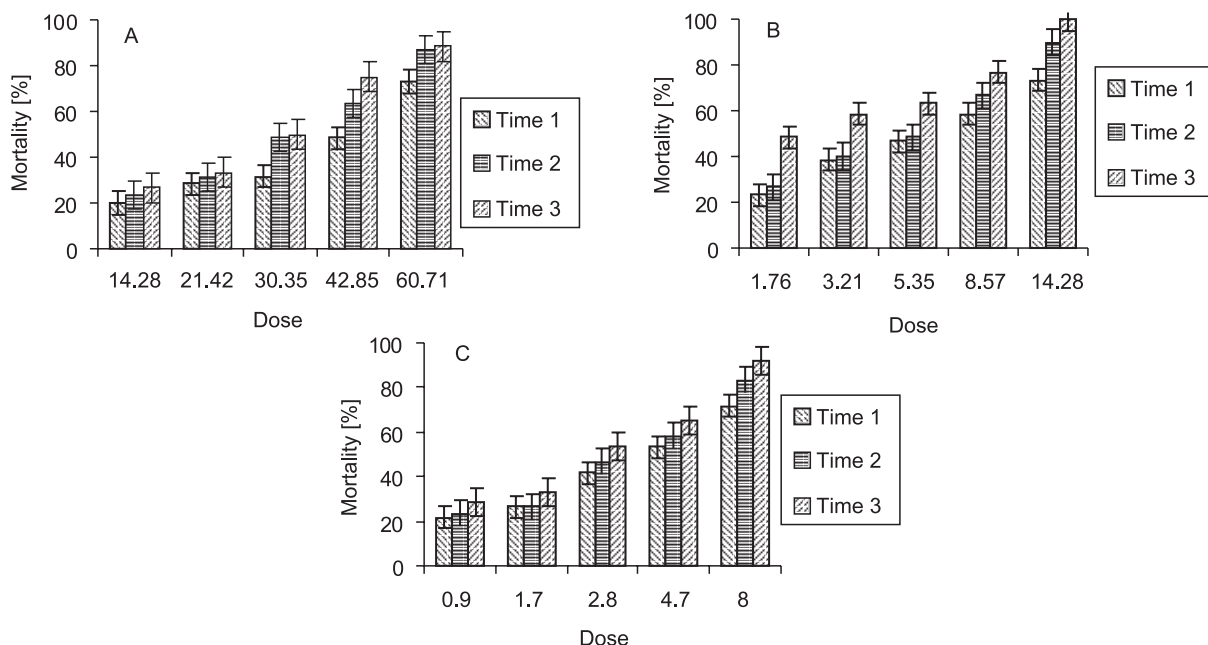 A
Mortality [%]
100
80
60
40
20
0
14.28 21.42 30.35 42.85 60.71
Dose
Time 1
Time 2
Time 3
B
Mortality [%]
100
80
60
40
20
0
1.76 3.21 5.35 8.57 14.28
Dose
Time 1
Time 2
Time 3
C
Mortality [%]
100
80
60
40
20
0
0.9 1.7 2.8 4.7 8
Dose
Time 1
Time 2
Time 3